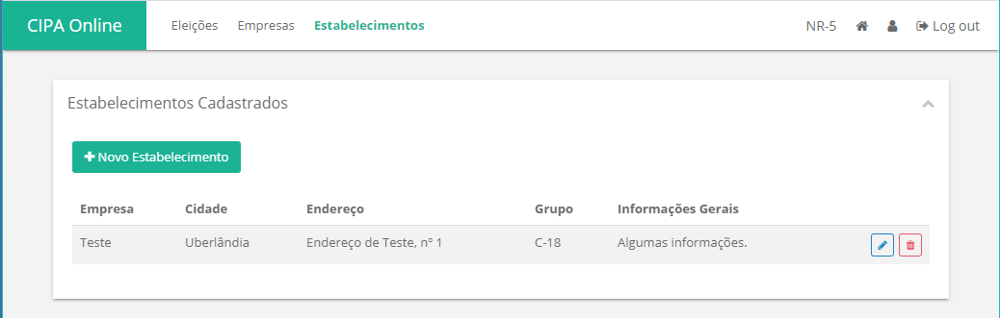 CIPA Online Eleições Empresas Estabelecimentos NR-5 Log out
Estabelecimentos Cadastrados
Novo Estabelecimento
Empresa Cidade Endereço Grupo Informações Gerais
Teste Uberlândia Endereço de Teste, nº 1 C-18 Algumas informações.